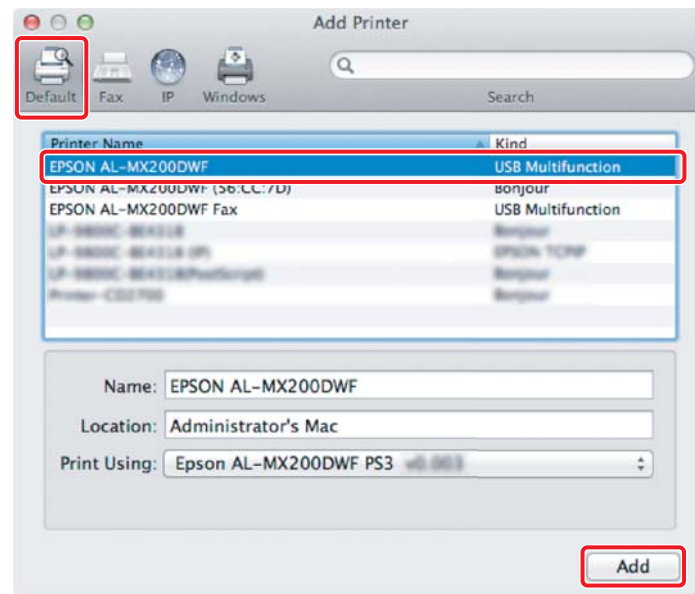 Add Printer
Default Fax IP Windows Search
Printer Name Kind
EPSON AL-MX200DWF USB Multifunction
EPSON AL-MX200DWF (56:CC:7D) Bonjour
EPSON AL-MX200DWF Fax USB Multifunction
Name: EPSON AL-MX200DWF
Location: Administrator's Mac
Print Using: Epson AL-MX200DWF PS3
Add